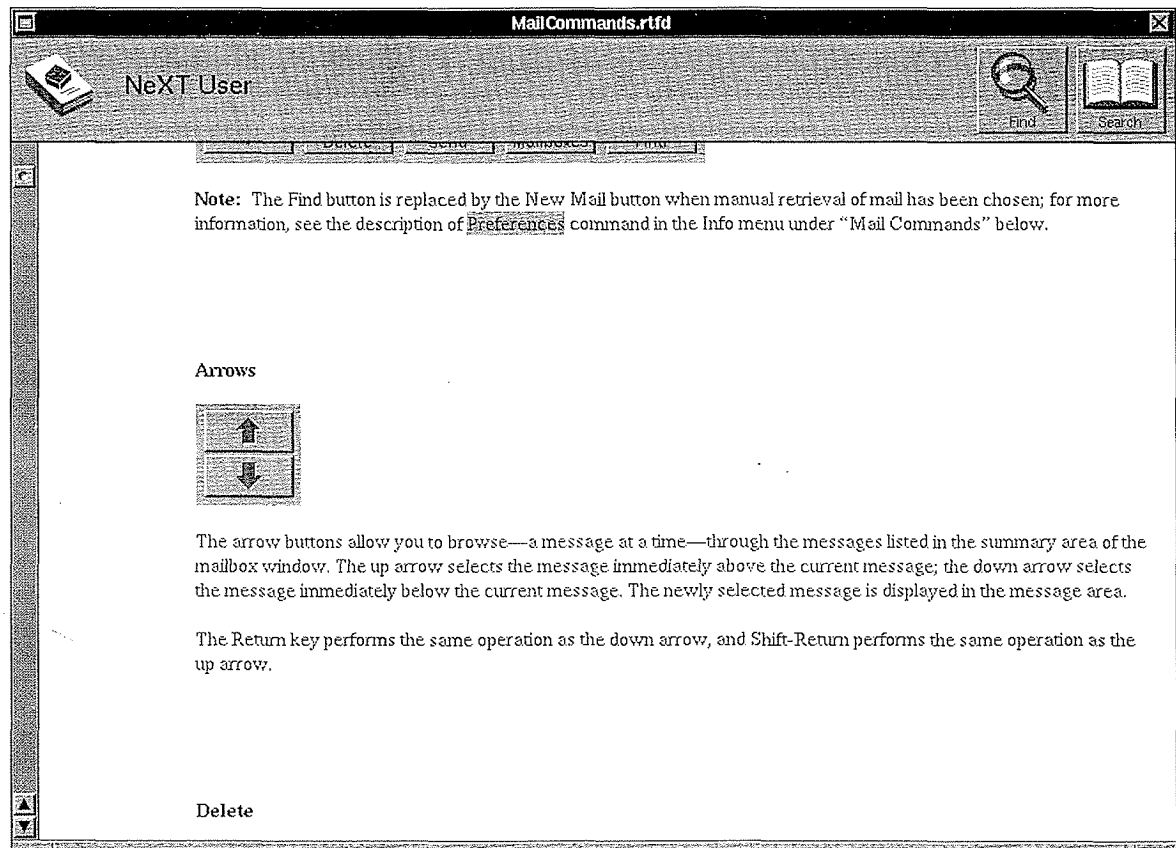 MailCommands.rtfd
NeXT User
Find
Search
Delete Send Mailboxes Find
Note: The Find button is replaced by the New Mail button when manual retrieval of mail has been chosen; for more
information, see the description of Preferences command in the Info menu under “Mail Commands” below.
Arrows
The arrow buttons allow you to browse—a message at a time—through the messages listed in the summary area of the
mailbox window. The up arrow selects the message immediately above the current message; the down arrow selects
the message immediately below the current message. The newly selected message is displayed in the message area.
The Return key performs the same operation as the down arrow, and Shift-Return performs the same operation as the
up arrow.
Delete